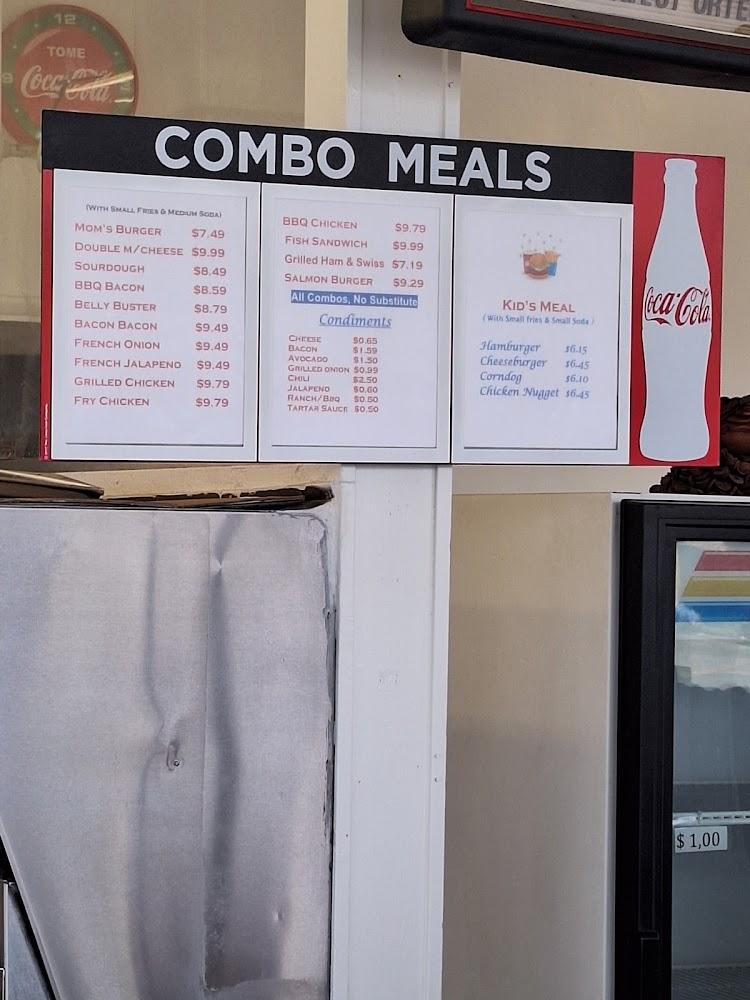 12
TOME
Coca-Cola
9
COMBO MEALS
(With Small Fries & Medium Soda)
Mom's Burger $7.49
Double m/cheese $9.99
Sourdough $8.49
BBQ Bacon $8.59
Belly Buster $8.79
Bacon Bacon $9.49
French Onion $9.49
French Jalapeno $9.49
Grilled Chicken $9.79
Fry Chicken $9.79
BBQ Chicken $9.79
Fish Sandwich $9.99
Grilled Ham & Swiss $7.19
Salmon Burger $9.29
All Combos, No Substitute
Condiments
Cheese $0.65
Bacon $1.59
Avocado $1.50
Grilled onion $0.99
Chili $2.50
Jalapeno $0.60
Ranch/Bbq $0.50
Tartar Sauce $0.50
Kid's Meal
(With Small fries & Small Soda)
Hamburger $6.15
Cheeseburger $6.45
Corndog $6.10
Chicken Nugget $6.45
Coca-Cola
$ 1,00